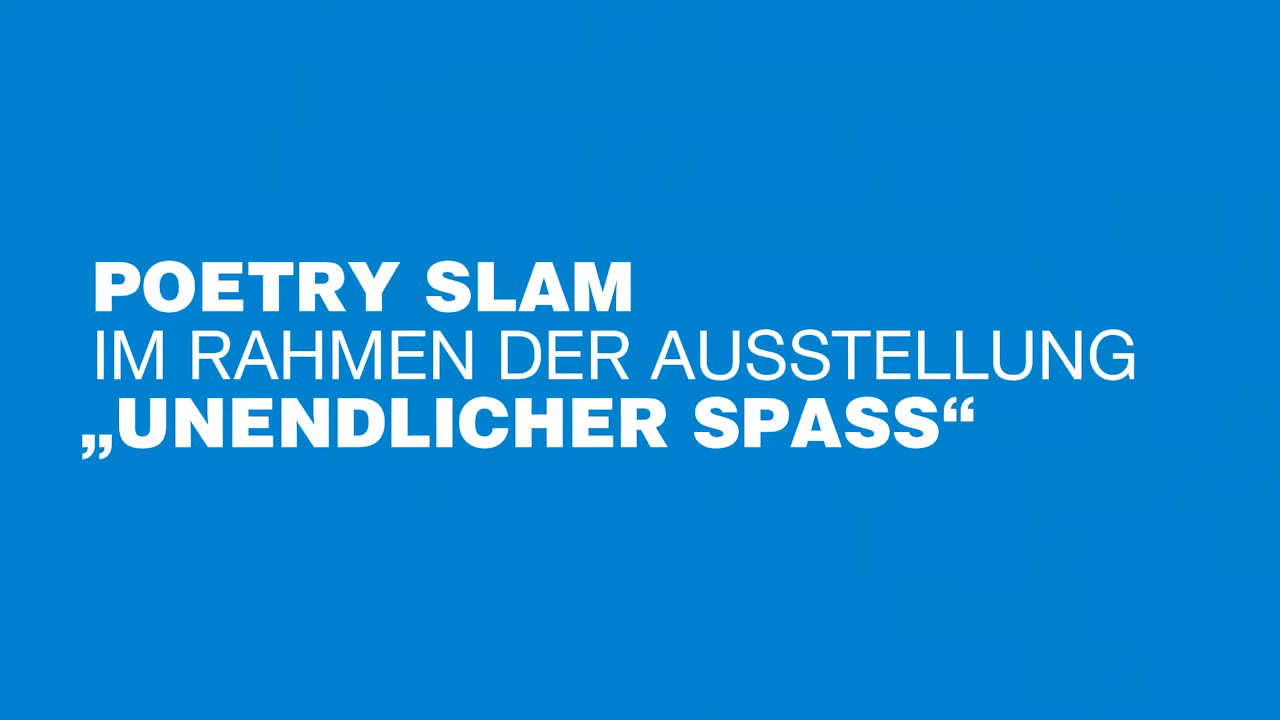 POETRY SLAM
IM RAHMEN DER AUSSTELLUNG
„UNENDLICHER SPASS“